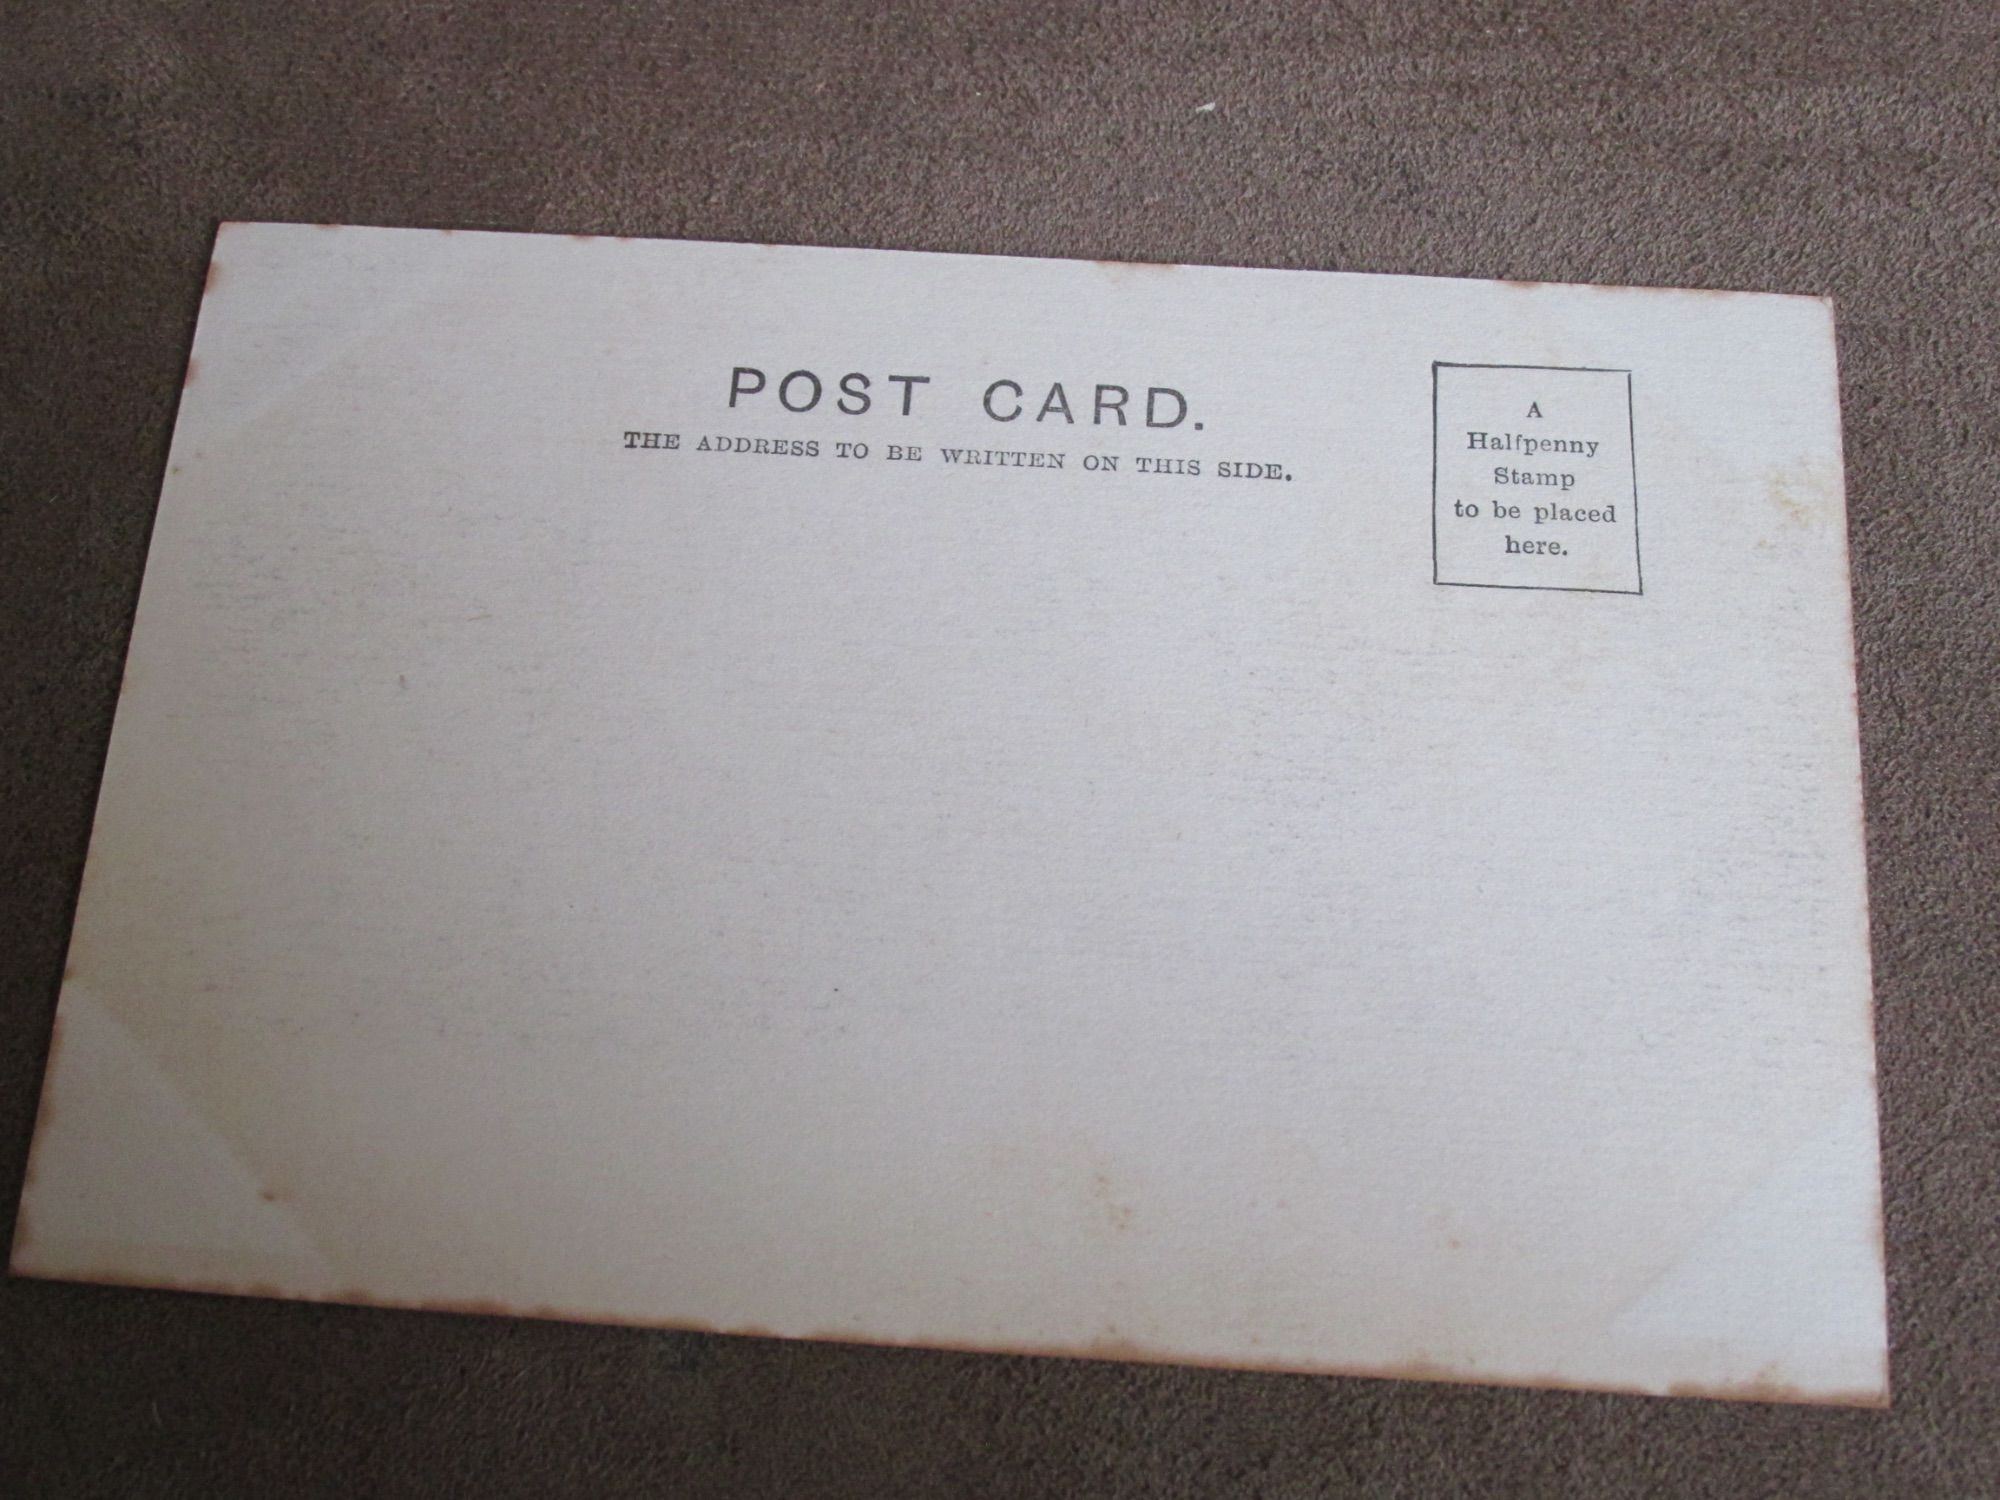 POST CARD.
THE ADDRESS TO BE WRITTEN ON THIS SIDE.
A
Halfpenny
Stamp
to be placed
here.